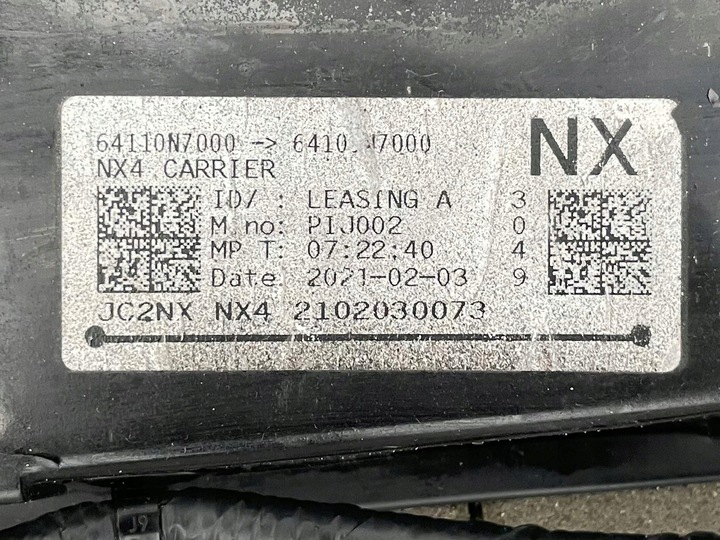 64110N7000 -> 6410 N7000
NX
NX4 CARRIER
ID/ : LEASING A 3
M no: PIJ002 0
MP T: 07:22:40 4
Date: 2021-02-03 9
JC2NX NX4 2102030073
J9